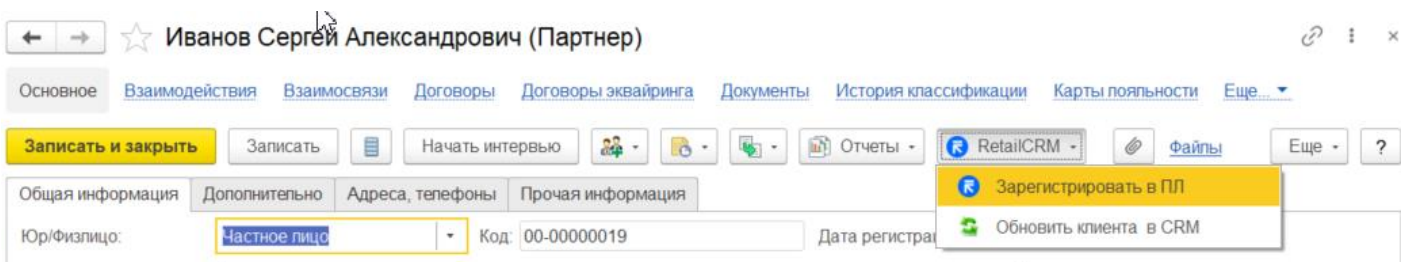 Иванов Сергей Александрович (Партнер)
Основное Взаимодействия Взаимосвязи Договоры Договоры эквайринга Документы История классификации Карты лояльности Еще...
Записать и закрыть Записать Начать интервью Отчеты RetailCRM Файлы Еще ?
Общая информация Дополнительно Адреса, телефоны Прочая информация Зарегистрировать в ПЛ
Юр/Физлицо: Частное лицо Код: 00-00000019 Дата регистра Обновить клиента в CRM